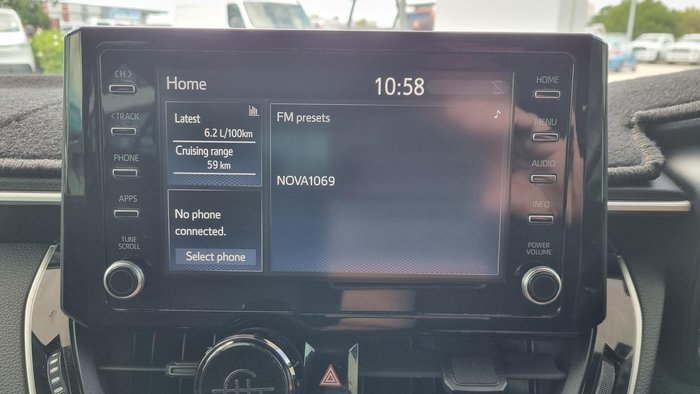 CH >
< TRACK
PHONE
APPS
TUNE
SCROLL
Home
10:58
Latest
6.2 L/100km
Cruising range
59 km
No phone
connected.
Select phone
FM presets
NOVA1069
HOME
MENU
AUDIO
INFO
POWER
VOLUME